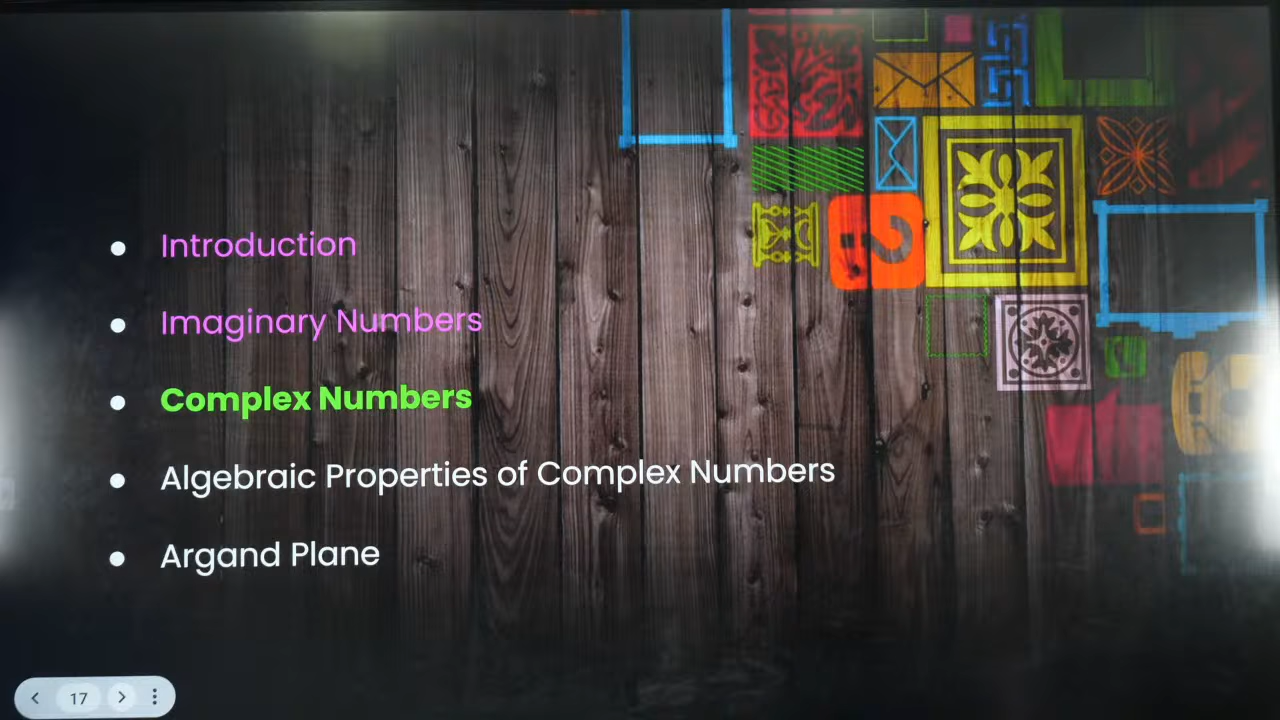 Introduction
Imaginary Numbers
Complex Numbers
Algebraic Properties of Complex Numbers
Argand Plane
17